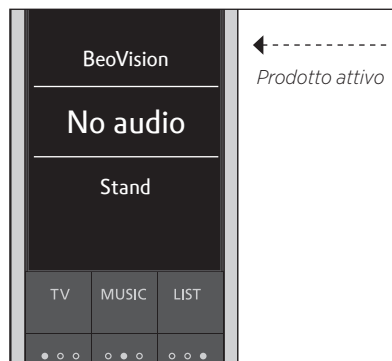 BeoVision
Prodotto attivo
No audio
Stand
TV MUSIC LIST